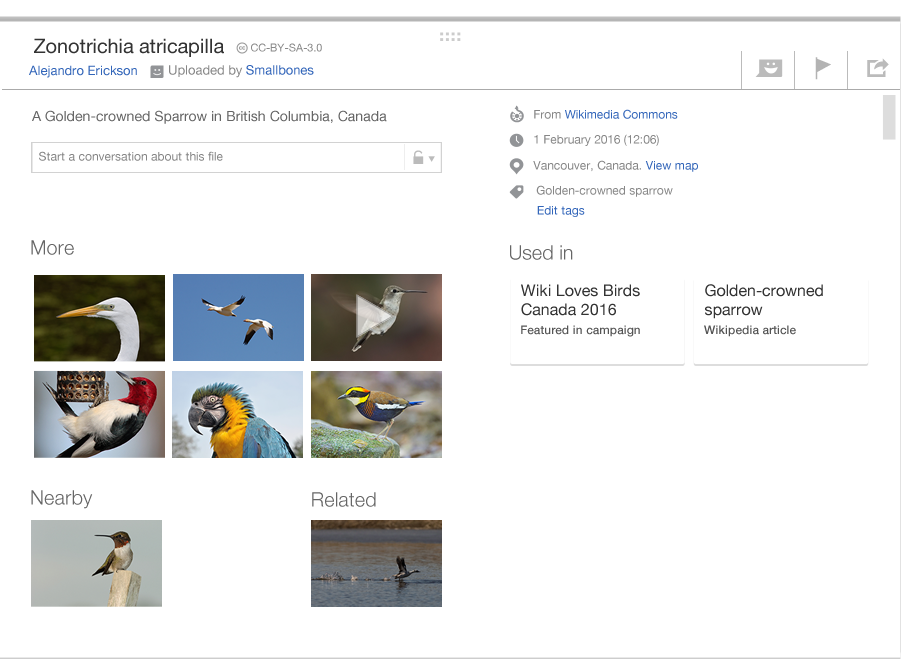 Zonotrichia atricapilla CC-BY-SA-3.0
Alejandro Erickson Uploaded by Smallbones
A Golden-crowned Sparrow in British Columbia, Canada
Start a conversation about this file
From Wikimedia Commons
1 February 2016 (12:06)
Vancouver, Canada. View map
Golden-crowned sparrow
Edit tags
More
Used in
Wiki Loves Birds
Canada 2016
Featured in campaign
Golden-crowned
sparrow
Wikipedia article
Nearby
Related